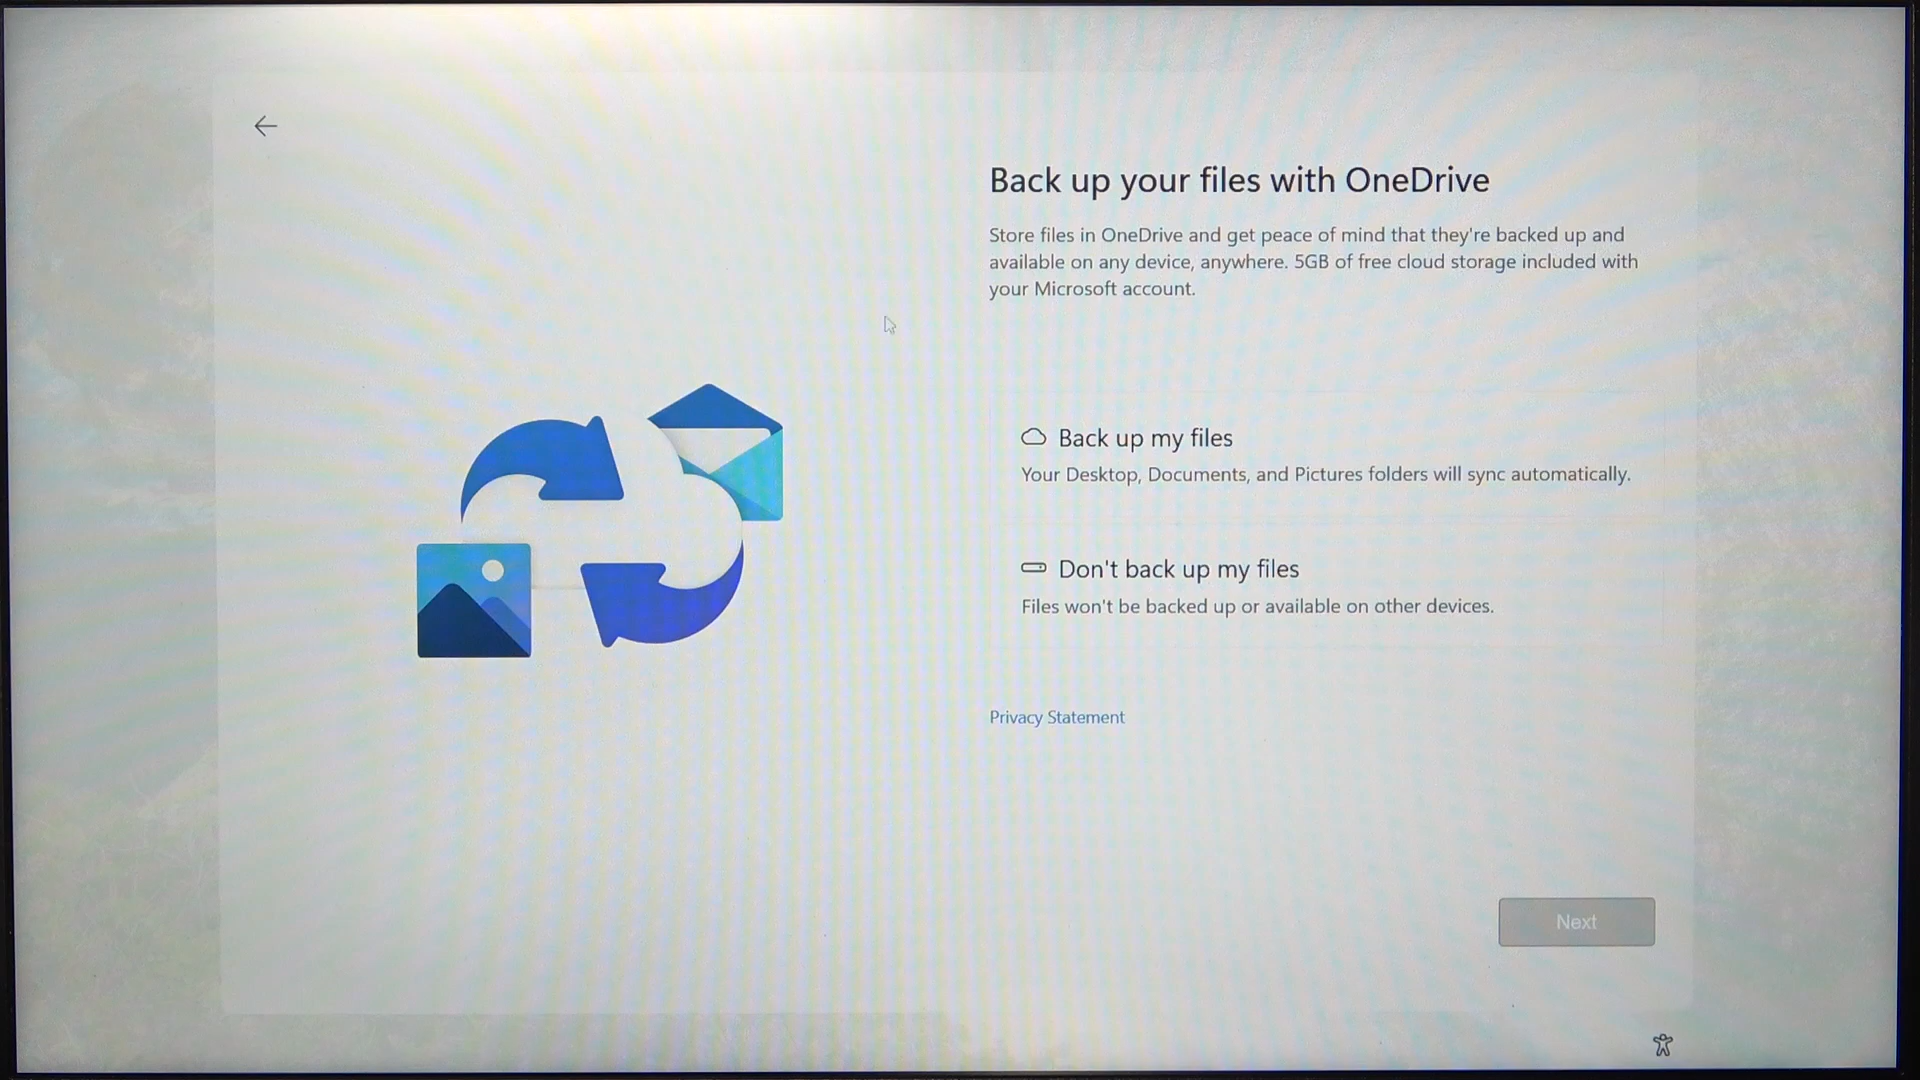 Back up your files with OneDrive
Store files in OneDrive and get peace of mind that they're backed up and
available on any device, anywhere. 5GB of free cloud storage included with
your Microsoft account.
Back up my files
Your Desktop, Documents, and Pictures folders will sync automatically.
Don't back up my files
Files won't be backed up or available on other devices.
Privacy Statement
Next